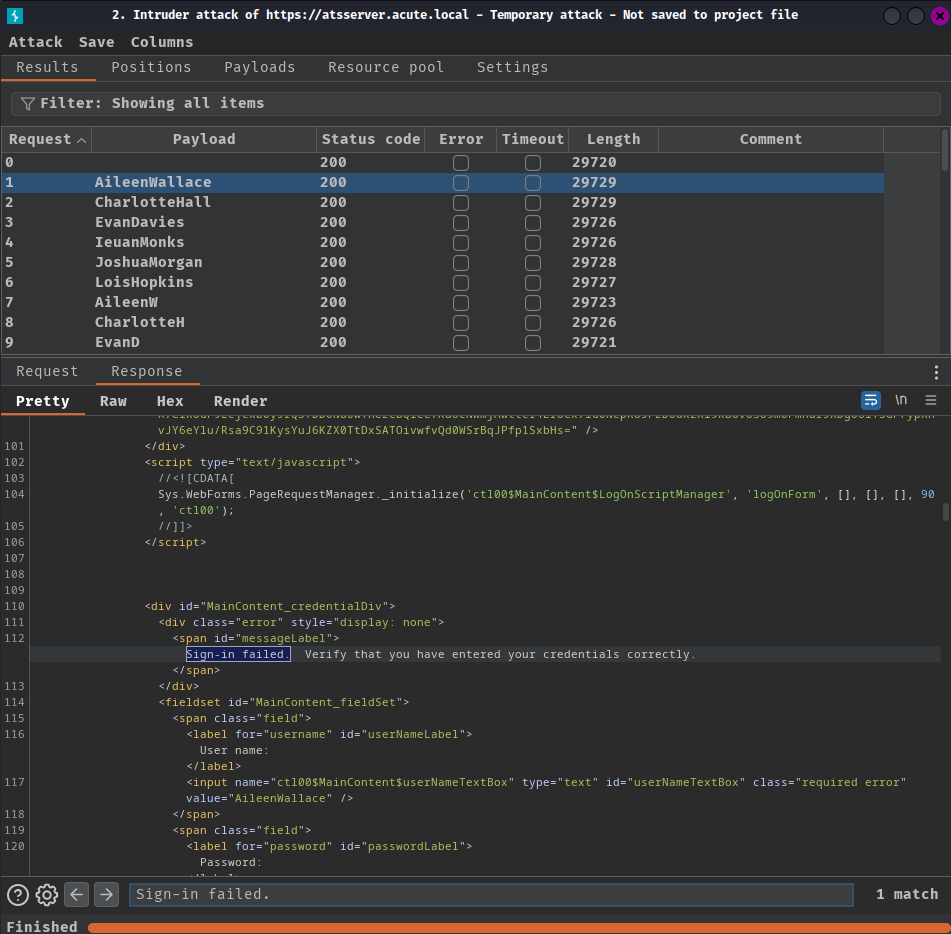 2. Intruder attack of https://atsserver.acute.local - Temporary attack - Not saved to project file
Attack Save Columns
Results Positions Payloads Resource pool Settings
Filter: Showing all items
Request Payload Status code Error Timeout Length Comment
0 200 29720
1 AileenWallace 200 29729
2 CharlotteHall 200 29729
3 EvanDavies 200 29726
4 IeuanMonks 200 29726
5 JoshuaMorgan 200 29728
6 LoisHopkins 200 29727
7 AileenW 200 29723
8 CharlotteH 200 29726
9 EvanD 200 29721
Request Response
Pretty Raw Hex Render \n
vJY6eY1u/Rsa9C91KysYuJ6KZX0TtDxSATOivwfvQd0WSrBqJPfp1SxbHs=" />
101 </div>
102 <script type="text/javascript">
103 //<![CDATA[
104 Sys.WebForms.PageRequestManager._initialize('ctl00$MainContent$LogOnScriptManager', 'logOnForm', [], [], [], 90
, 'ctl00');
105 //]]>
106 </script>
107
108
109
110 <div id="MainContent_credentialDiv">
111 <div class="error" style="display: none">
112 <span id="messageLabel">
Sign-in failed.  Verify that you have entered your credentials correctly.
</span>
113 </div>
114 <fieldset id="MainContent_fieldSet">
115 <span class="field">
116 <label for="username" id="userNameLabel">
User name:
</label>
117 <input name="ctl00$MainContent$userNameTextBox" type="text" id="userNameTextBox" class="required error"
value="AileenWallace" />
118 </span>
119 <span class="field">
120 <label for="password" id="passwordLabel">
Password:
Sign-in failed. 1 match
Finished